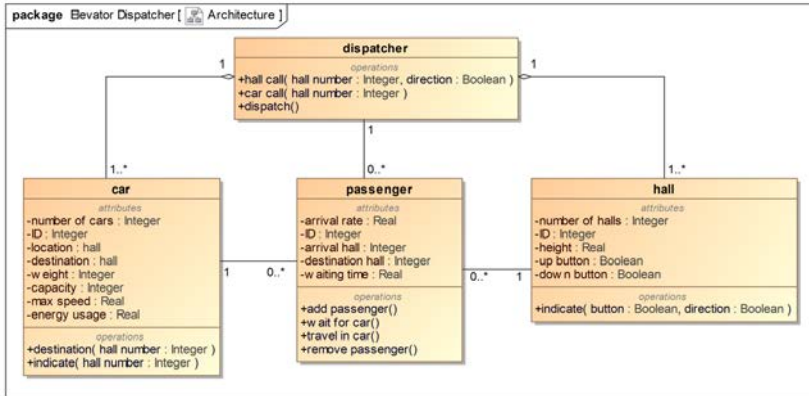 package Elevator Dispatcher [ Architecture ]
dispatcher
operations
+hall call( hall number : Integer, direction : Boolean )
+car call( hall number : Integer )
+dispatch()
1
1
1
1..*
0..*
1..*
car
attributes
-number of cars : Integer
-ID : Integer
-location : hall
-destination : hall
-weight : Integer
-capacity : Integer
-max speed : Real
-energy usage : Real
operations
+destination( hall number : Integer )
+indicate( hall number : Integer )
1
0..*
passenger
attributes
-arrival rate : Real
-ID : Integer
-arrival hall : Integer
-destination hall : Integer
-waiting time : Real
operations
+add passenger()
+wait for car()
+travel in car()
+remove passenger()
0..*
1
hall
attributes
-number of halls : Integer
-ID : Integer
-height : Real
-up button : Boolean
-down button : Boolean
operations
+indicate( button : Boolean, direction : Boolean )